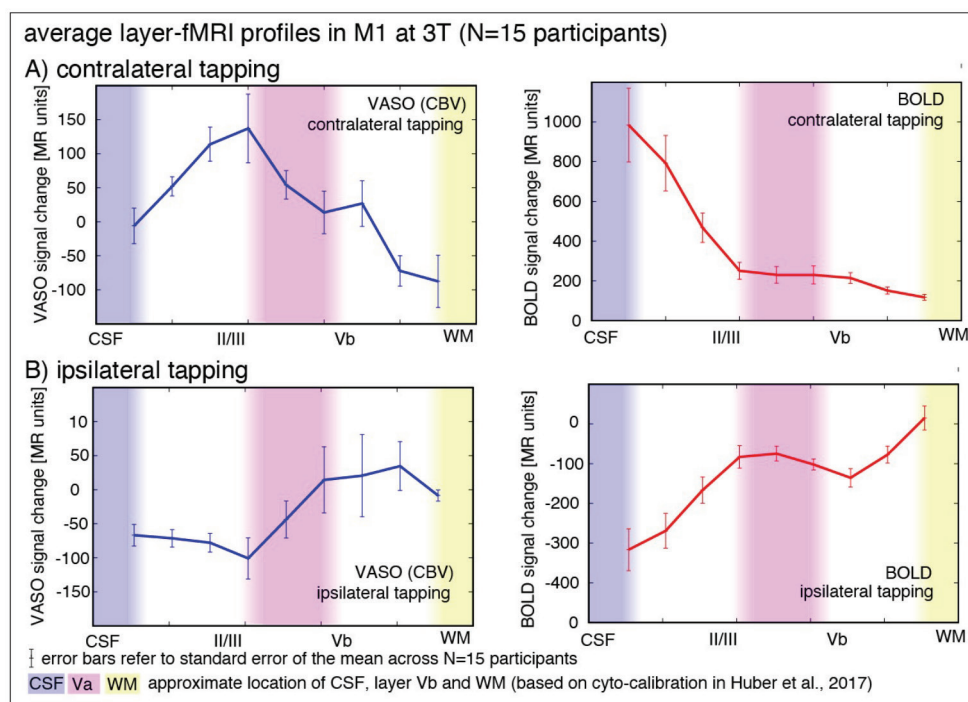 average layer-fMRI profiles in M1 at 3T (N=15 participants)
A) contralateral tapping
VASO (CBV)
contralateral tapping
VASO signal change [MR units]
150
100
50
0
-50
-100
CSF
II/III
Vb
WM
BOLD
contralateral tapping
BOLD signal change [MR units]
1000
800
600
400
200
0
CSF
II/III
Vb
WM
B) ipsilateral tapping
VASO signal change [MR units]
10
50
0
-50
-100
-150
VASO (CBV)
ipsilateral tapping
CSF
II/III
Vb
WM
BOLD signal change [MR units]
0
-100
-200
-300
-400
0
BOLD
ipsilateral tapping
CSF
II/III
Vb
WM
error bars refer to standard error of the mean across N=15 participants
CSF Va WM approximate location of CSF, layer Vb and WM (based on cyto-calibration in Huber et al., 2017)